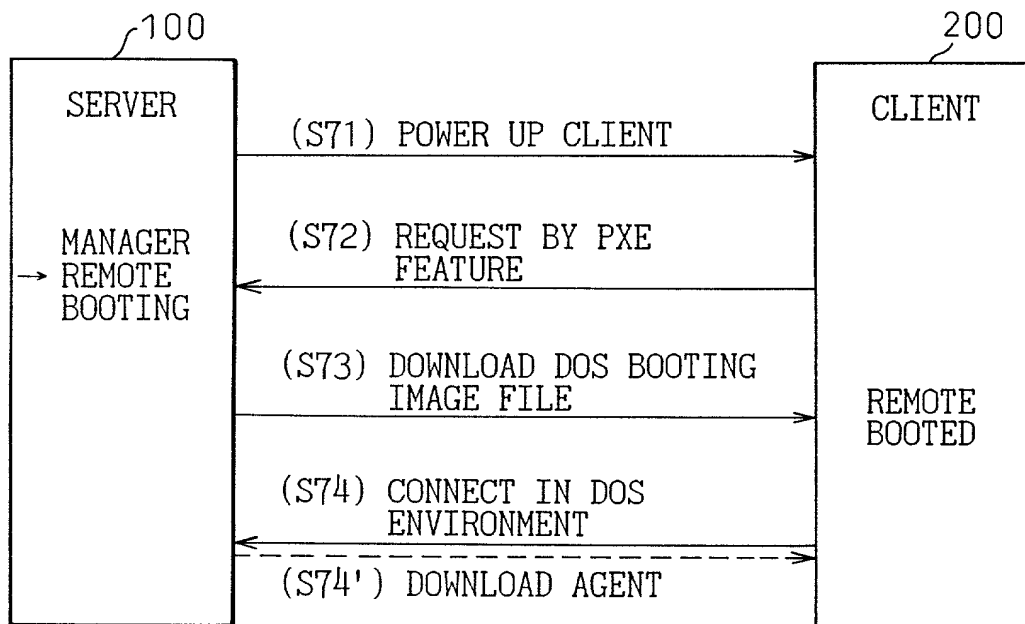 100
200
SERVER
CLIENT
(S71) POWER UP CLIENT
(S72) REQUEST BY PXE
FEATURE
MANAGER
REMOTE
BOOTING
(S73) DOWNLOAD DOS BOOTING
IMAGE FILE
REMOTE
BOOTED
(S74) CONNECT IN DOS
ENVIRONMENT
(S74') DOWNLOAD AGENT